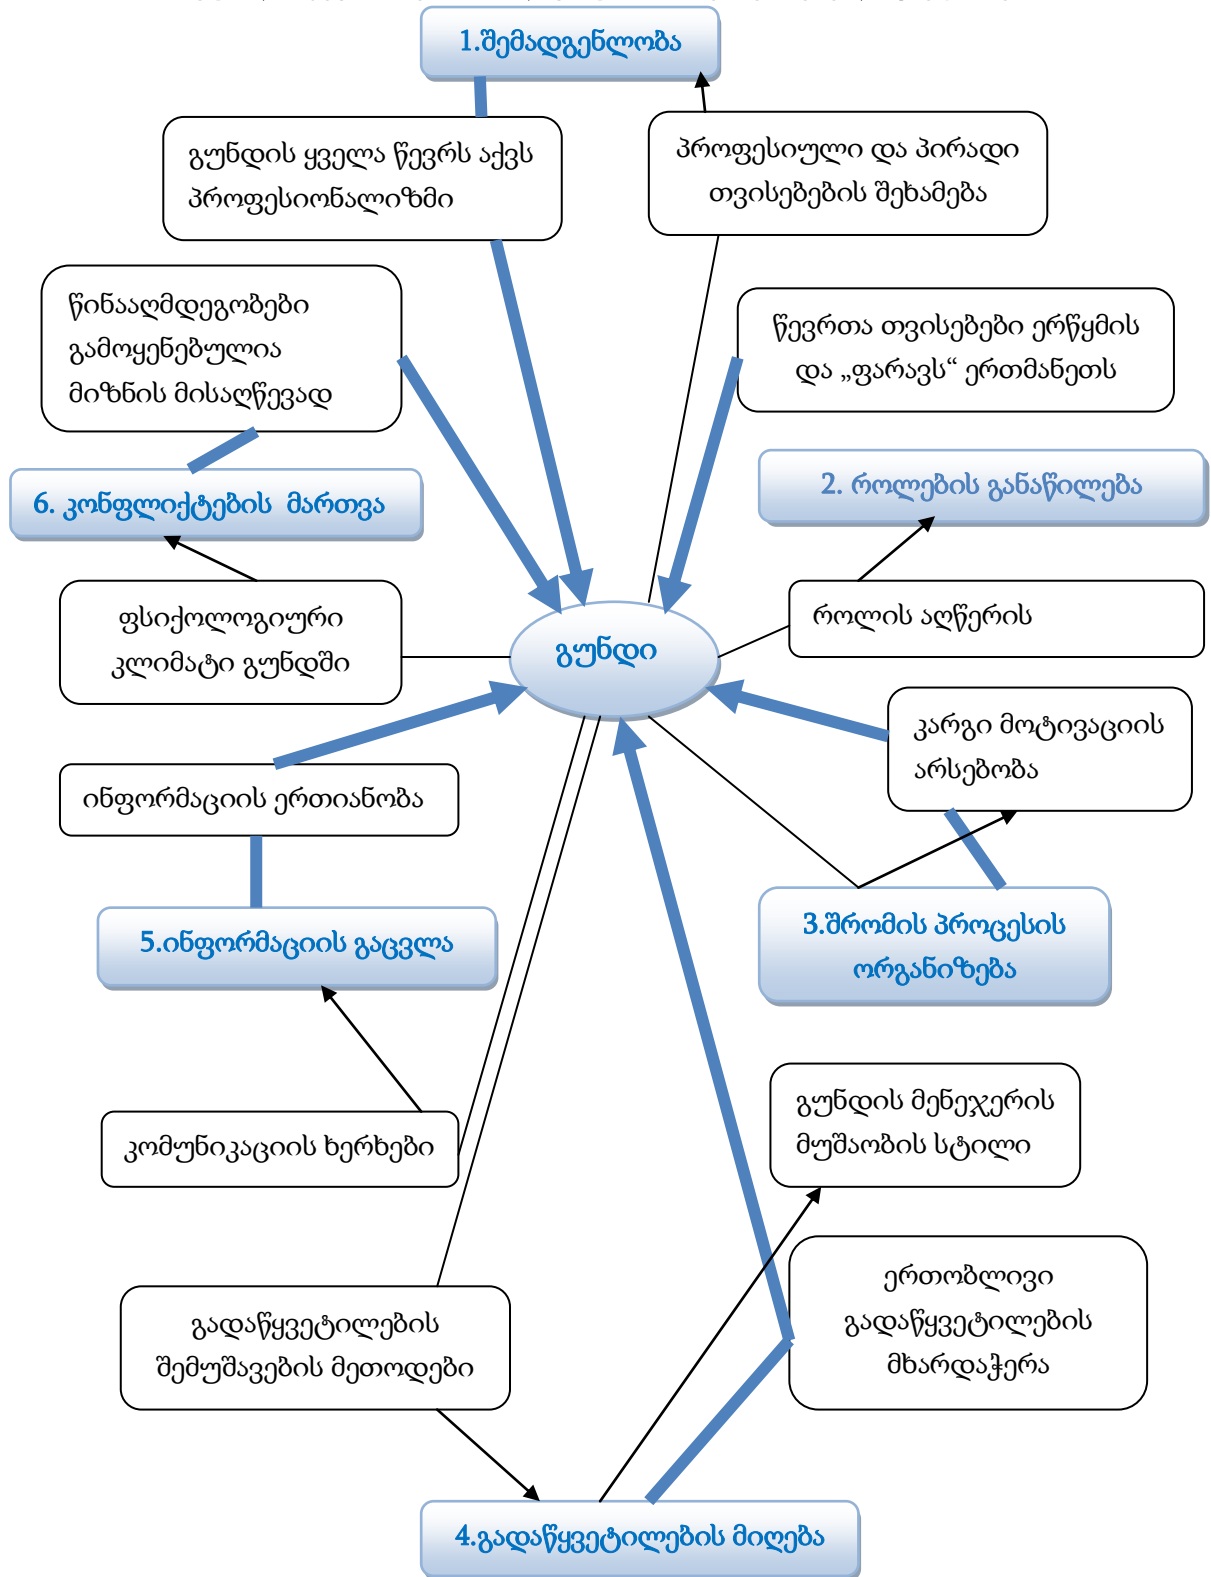 1.შემადგენლობა
გუნდის ყველა წევრს აქვს
პროფესიონალიზმი
პროფესიული და პირადი
თვისებების შეხამება
წინააღმდეგობები
გამოყენებულია
მიზნის მისაღწევად
წევრთა თვისებები ერწყმის
და „ფარავს“ ერთმანეთს
6. კონფლიქტების მართვა
2. როლების განაწილება
ფსიქოლოგიური
კლიმატი გუნდში
როლის აღწერის
გუნდი
კარგი მოტივაციის
არსებობა
ინფორმაციის ერთიანობა
5.ინფორმაციის გაცვლა
3.შრომის პროცესის
ორგანიზება
კომუნიკაციის ხერხები
გუნდის მენეჯერის
მუშაობის სტილი
გადაწყვეტილების
შემუშავების მეთოდები
ერთობლივი
გადაწყვეტილების
მხარდაჭერა
4.გადაწყვეტილების მიღება